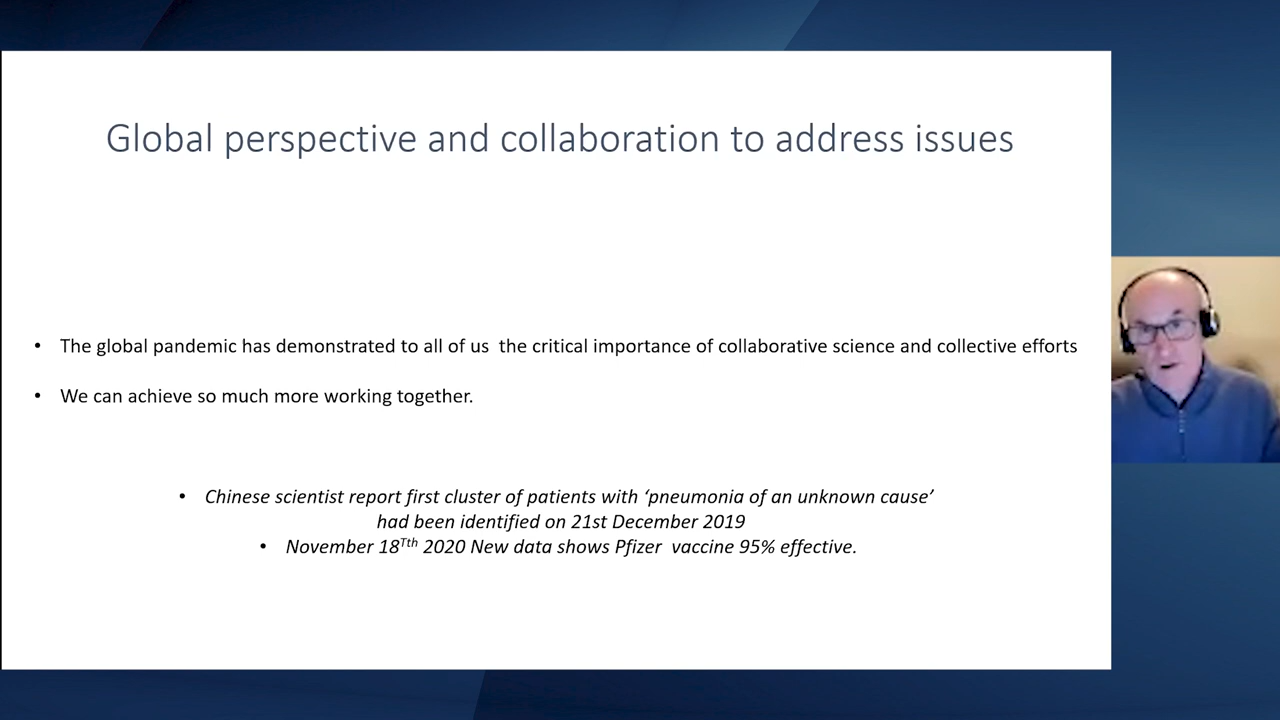 Global perspective and collaboration to address issues
• The global pandemic has demonstrated to all of us  the critical importance of collaborative science and collective efforts
• We can achieve so much more working together.
• Chinese scientist report first cluster of patients with ‘pneumonia of an unknown cause’
had been identified on 21st December 2019
• November 18Tth 2020 New data shows Pfizer  vaccine 95% effective.